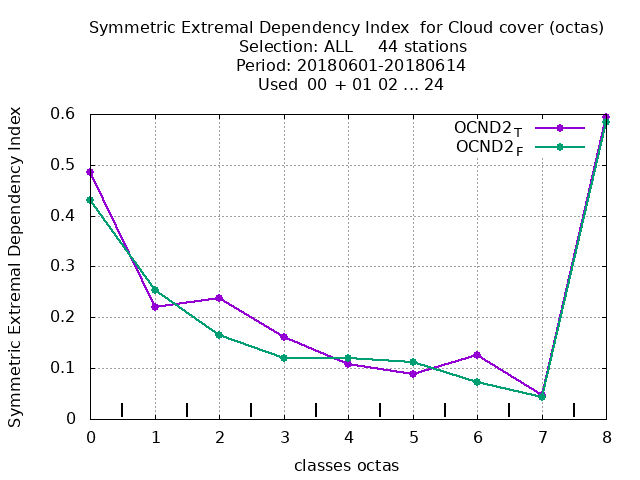 Symmetric Extremal Dependency Index  for Cloud cover (octas)
Selection: ALL     44 stations
Period: 20180601-20180614
Used  00 + 01 02 ... 24
Symmetric Extremal Dependency Index
0.6
0.5
0.4
0.3
0.2
0.1
0
OCND2T
OCND2F
0 1 2 3 4 5 6 7 8
classes octas